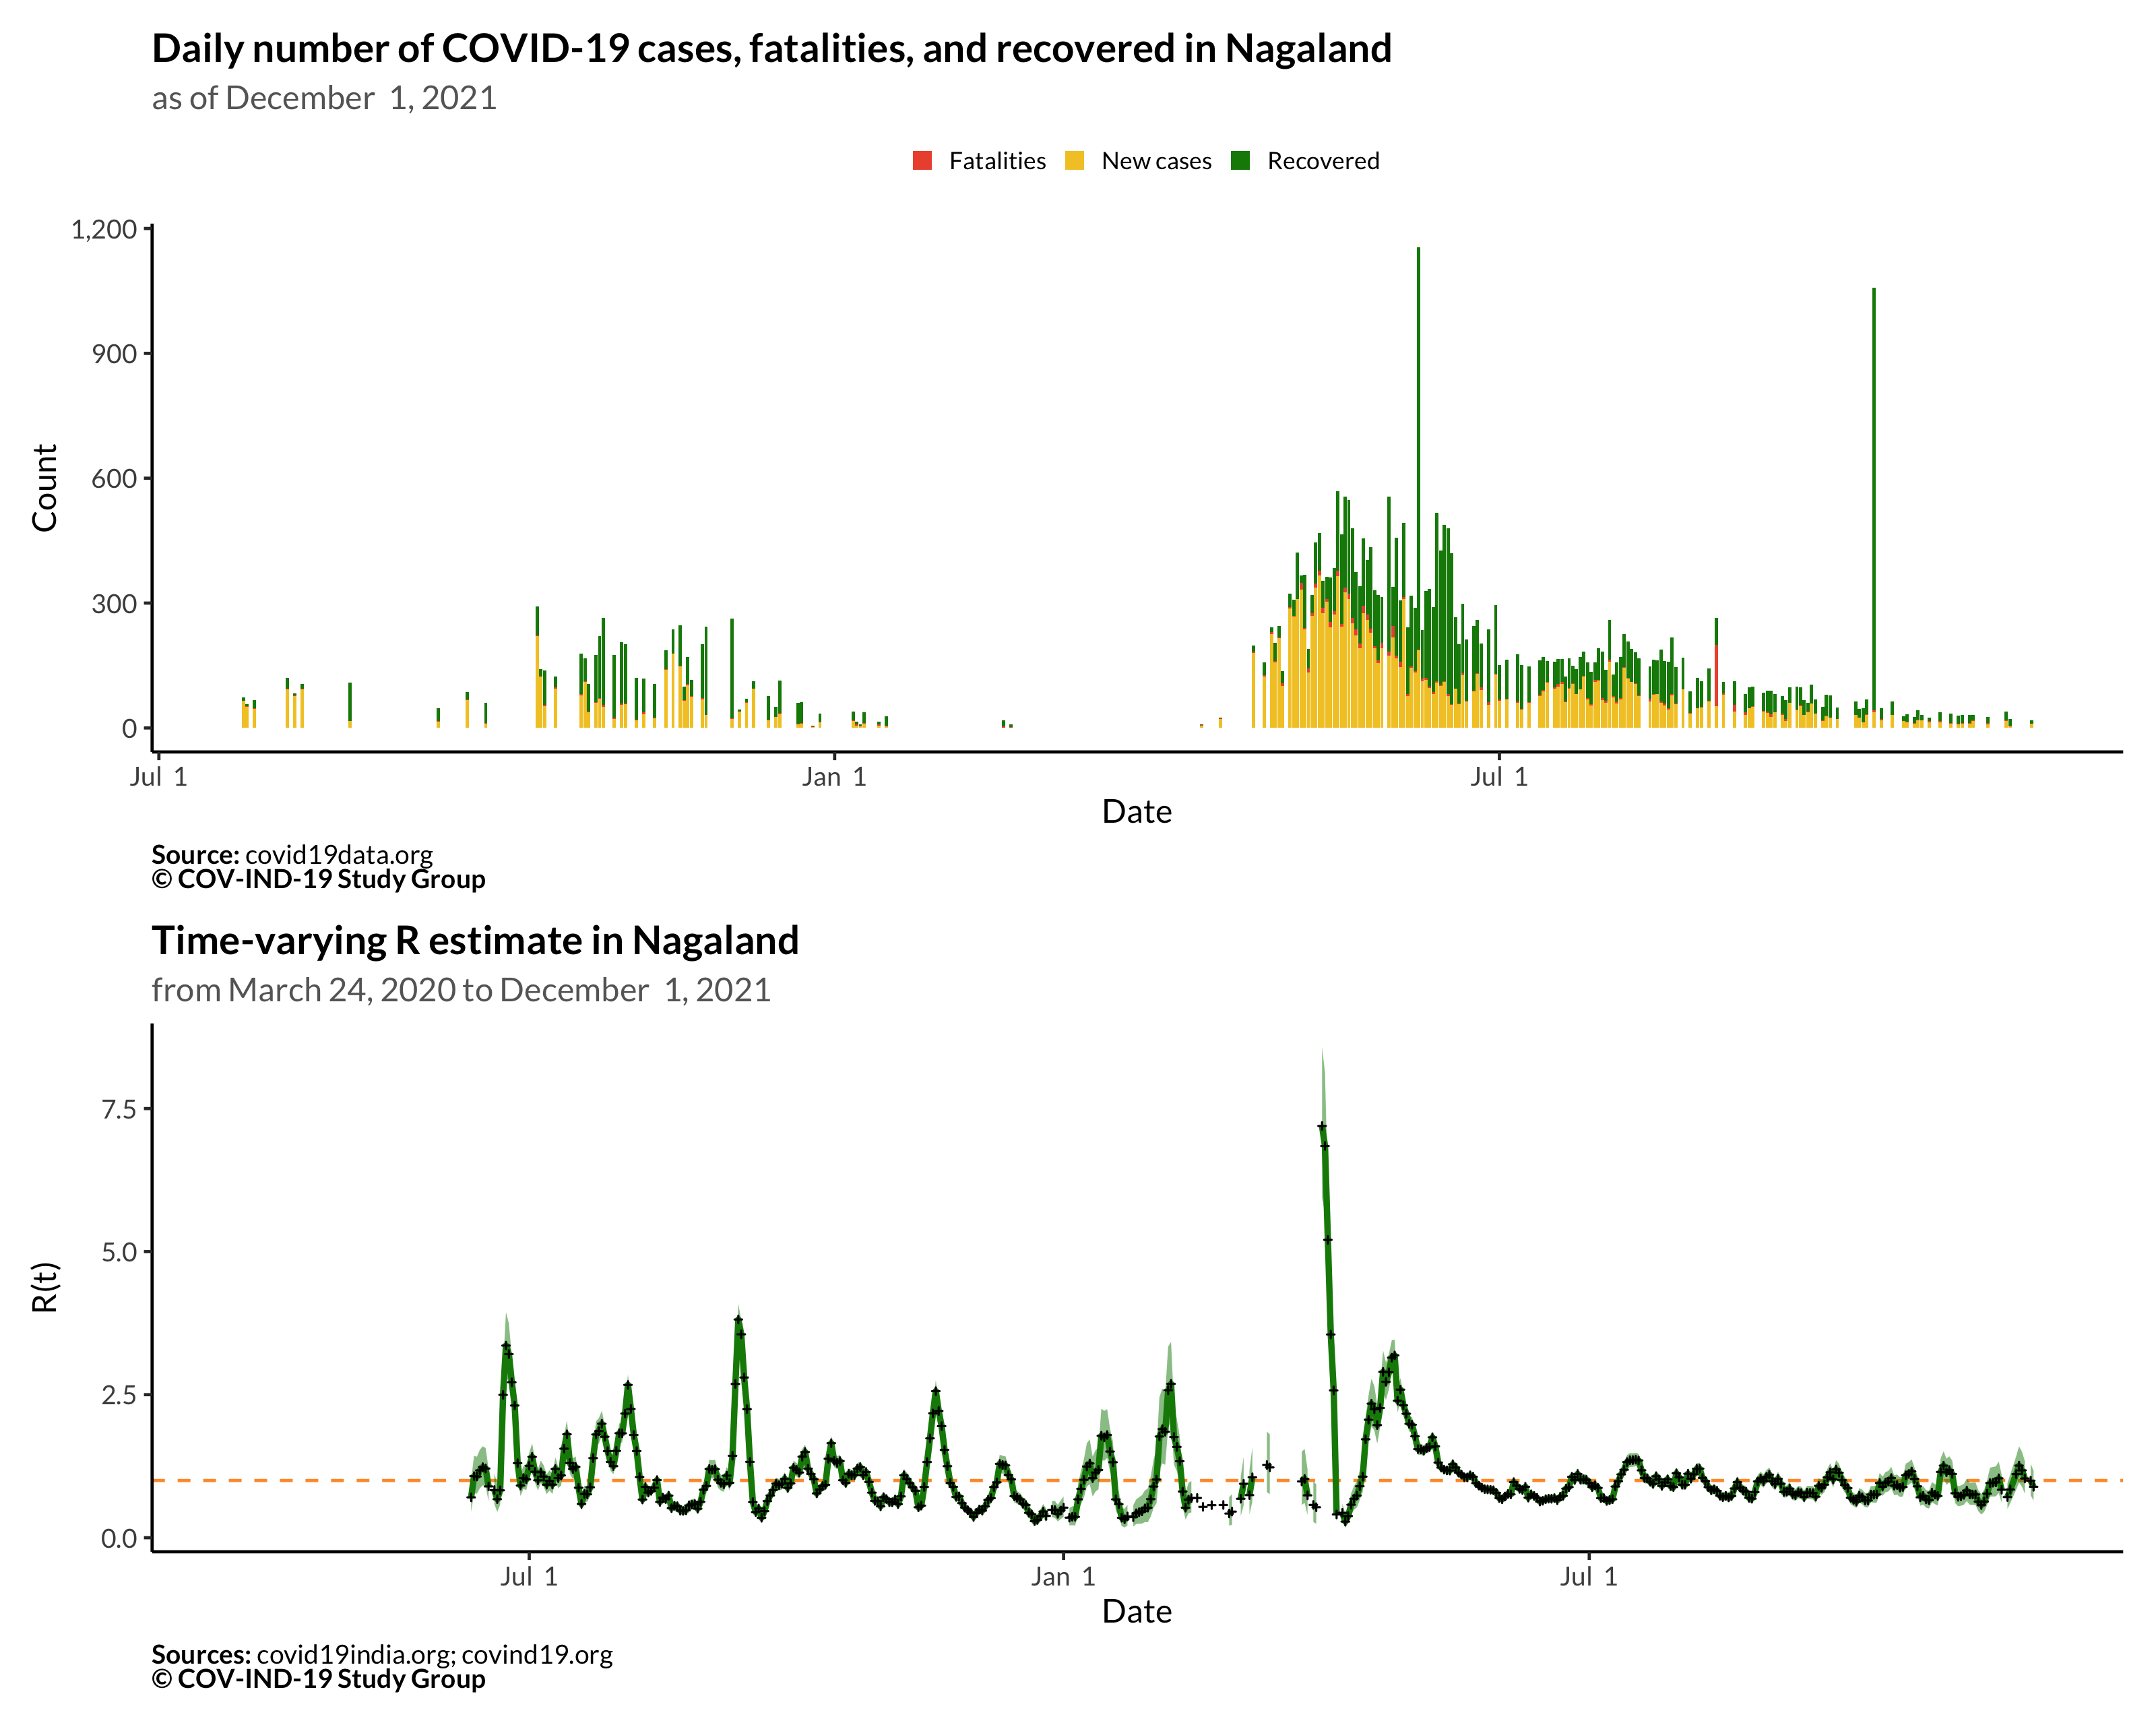 Daily number of COVID-19 cases, fatalities, and recovered in Nagaland
as of December  1, 2021
Fatalities New cases Recovered
1,200
900
600
300
0
Count
Jul  1 Jan  1 Jul  1
Date
Source: covid19data.org
© COV-IND-19 Study Group
Time-varying R estimate in Nagaland
from March 24, 2020 to December  1, 2021
7.5
5.0
2.5
0.0
R(t)
Jul  1 Jan  1 Jul  1
Date
Sources: covid19india.org; covind19.org
© COV-IND-19 Study Group